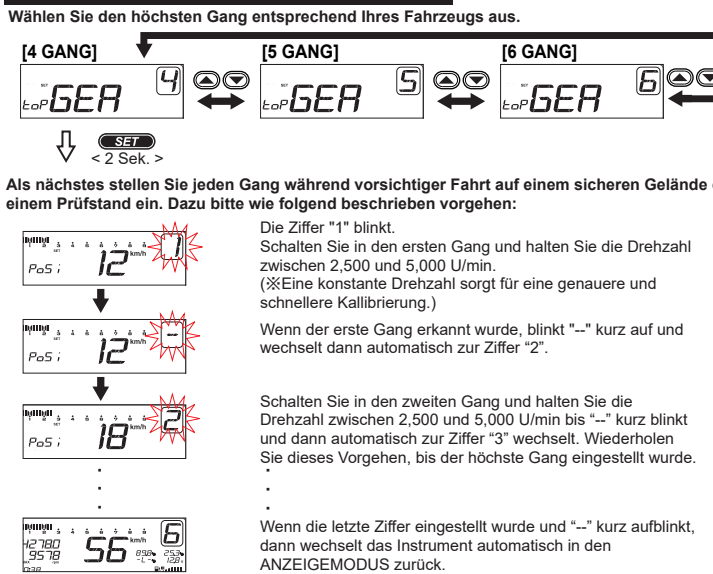 Wählen Sie den höchsten Gang entsprechend Ihres Fahrzeugs aus.
[4 GANG] [5 GANG] [6 GANG]
SET toP GEA 4
SET toP GEA 5
SET toP GEA 6
SET
< 2 Sek. >
Als nächstes stellen Sie jeden Gang während vorsichtiger Fahrt auf einem sicheren Gelände
einem Prüfstand ein. Dazu bitte wie folgend beschrieben vorgehen:
PoSi 12 km/h 1
Die Ziffer "1" blinkt.
Schalten Sie in den ersten Gang und halten Sie die Drehzahl
zwischen 2,500 und 5,000 U/min.
(※Eine konstante Drehzahl sorgt für eine genauere und
schnellere Kallibrierung.)
PoSi 12 km/h --
Wenn der erste Gang erkannt wurde, blinkt "--" kurz auf und
wechselt dann automatisch zur Ziffer “2”.
PoSi 18 km/h 2
Schalten Sie in den zweiten Gang und halten Sie die
Drehzahl zwischen 2,500 und 5,000 U/min bis “--” kurz blinkt
und dann automatisch zur Ziffer “3” wechselt. Wiederholen
Sie dieses Vorgehen, bis der höchste Gang eingestellt wurde.
56 km/h 6
9578
Wenn die letzte Ziffer eingestellt wurde und “--” kurz aufblinkt,
dann wechselt das Instrument automatisch in den
ANZEIGEMODUS zurück.